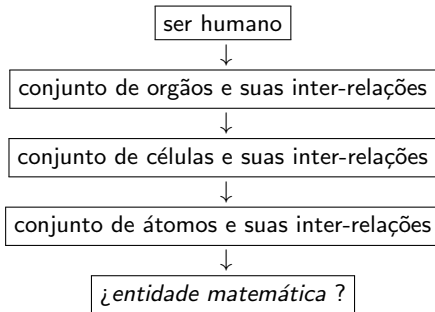 ser humano
conjunto de orgãos e suas inter-relações
conjunto de células e suas inter-relações
conjunto de átomos e suas inter-relações
¿entidade matemática ?